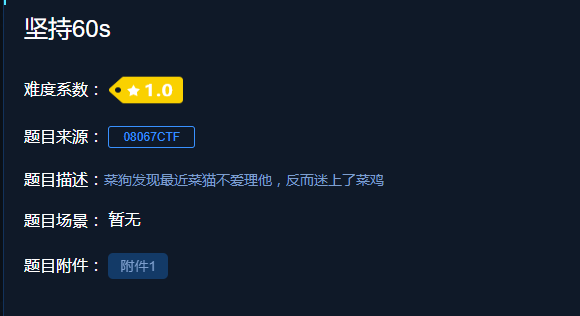 坚持60s
难度系数： 1.0
题目来源： 08067CTF
题目描述：菜狗发现最近菜猫不爱理他，反而迷上了菜鸡
题目场景： 暂无
题目附件： 附件1